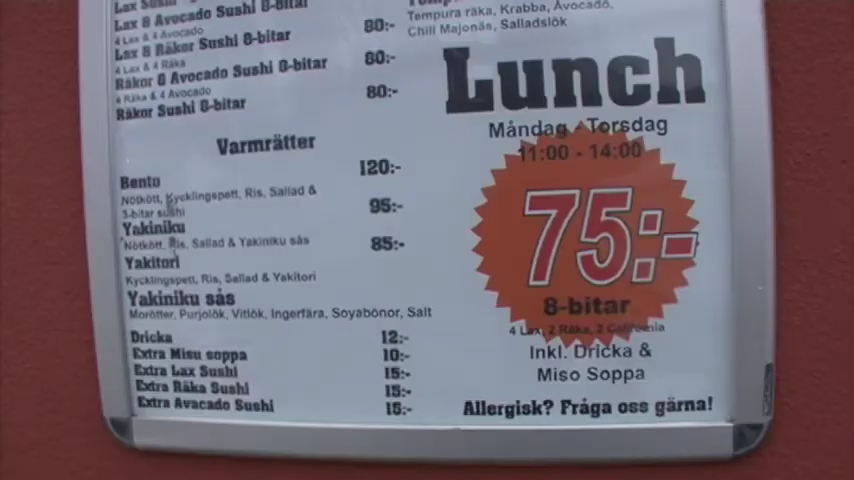 Lax & Avocado Sushi 8-bitar
4 Lax & 4 Avocado
80:-
Lax & Räkor Sushi 8-bitar
4 Lax & 4 Räka
80:-
Räkor & Avocado Sushi 8-bitar
4 Räka & 4 Avocado
80:-
Räkor Sushi 8-bitar
Varmrätter
120:-
Bento
Nötkött, Kycklingspett, Ris, Sallad &
3-bitar sushi
95:-
Yakiniku
Nötkött, Ris, Sallad & Yakiniku sås
85:-
Yakitori
Kycklingspett, Ris, Sallad & Yakitori
Yakiniku sås
Morötter, Purjolök, Vitlök, Ingerfära, Soyabönor, Salt
Dricka 12:-
Extra Misu soppa 10:-
Extra Lax Sushi 15:-
Extra Räka Sushi 15:-
Extra Avacado Sushi 15:-
Tempura räka, Krabba, Avocado,
Chili Majonäs, Salladslök
Lunch
Måndag - Torsdag
11:00 - 14:00
75:-
8-bitar
4 Lax, 2 Räka, 2 California
Inkl. Dricka &
Miso Soppa
Allergisk? Fråga oss gärna!